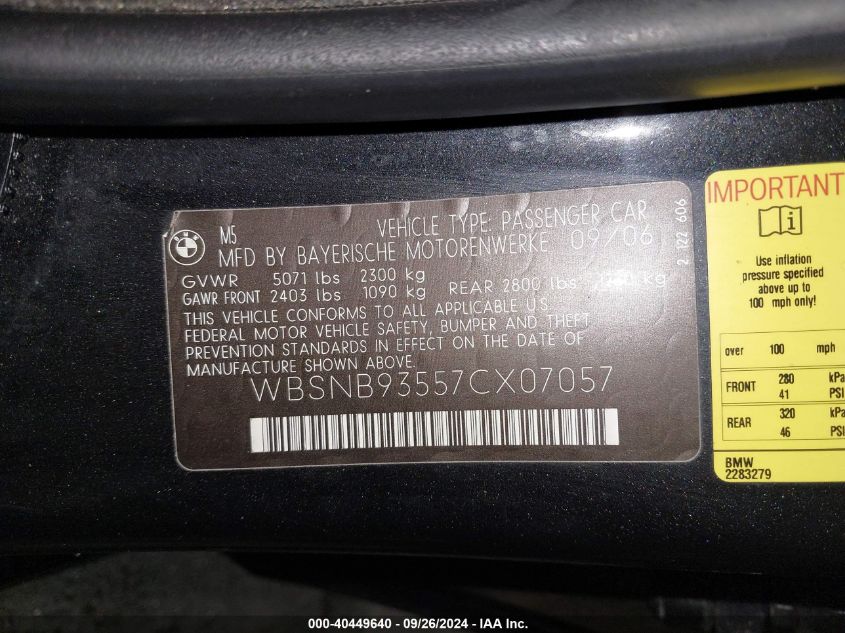 BMW
M5 VEHICLE TYPE: PASSENGER CAR
MFD BY BAYERISCHE MOTORENWERKE 09/06
GVWR 5071 lbs 2300 kg
GAWR FRONT 2403 lbs 1090 kg REAR 2800 lbs kg
THIS VEHICLE CONFORMS TO ALL APPLICABLE U.S.
FEDERAL MOTOR VEHICLE SAFETY, BUMPER AND THEFT
PREVENTION STANDARDS IN EFFECT ON THE DATE OF
MANUFACTURE SHOWN ABOVE.
WBSNB93557CX07057
2 122 606
IMPORTANT
i
Use inflation
pressure specified
above up to
100 mph only!
over 100 mph
FRONT 280 kPa
41 PSI
REAR 320 kPa
46 PSI
BMW
2283279
000-40449640 - 09/26/2024 - IAA Inc.